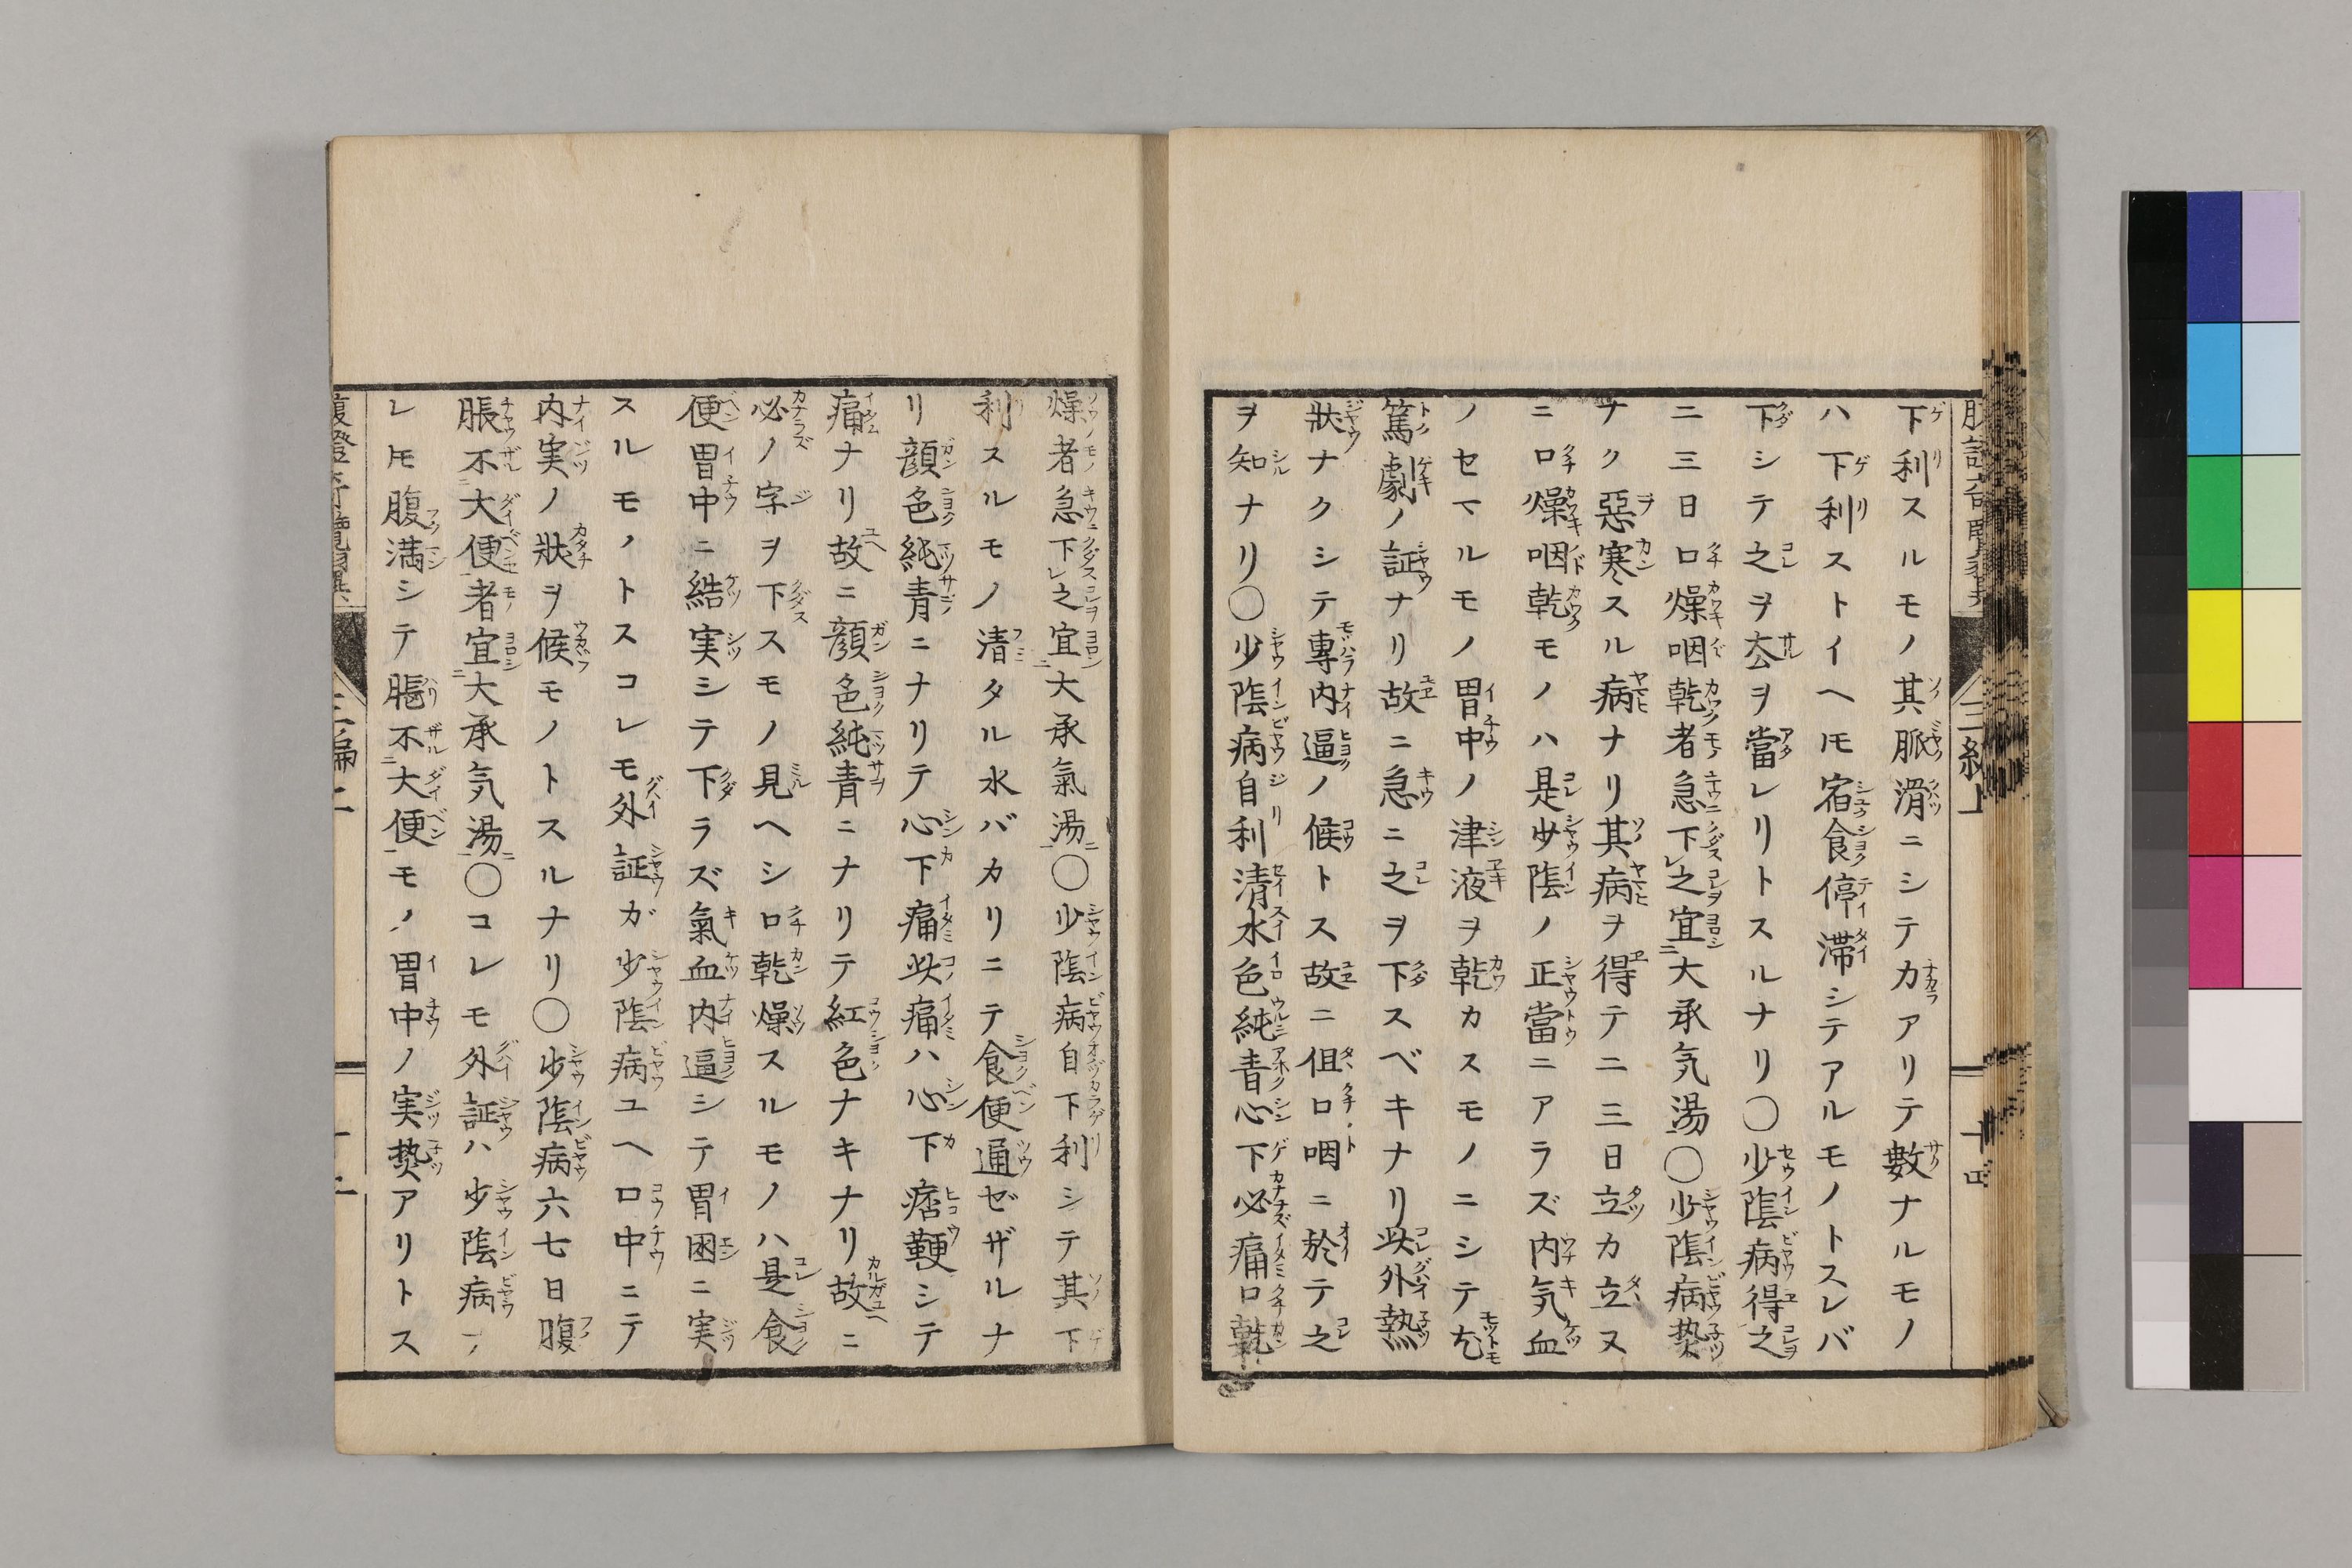 下利スルモノ其脈滑ニシテカアリテ數ナルモノ
ハ下利ストイヘ𪜈宿食停滞シテアルモノトスレバ
下シテ之ヲ厺ヲ當レリトスルナリ〇少陰病得之
二三日口燥咽乾者急下之宜大承気湯〇少陰病𤍠
ナク惡寒スル病ナリ其病ヲ得テ二三日立カ立ヌ
ニ口燥咽乾モノハ是少陰ノ正當ニアラズ内気血
ノセマルモノ胃中ノ津液ヲ乾カスモノニシテ尤
篤劇ノ証ナリ故ニ急ニ之ヲ下スベキナリ此外熱
狀ナクシテ專内逼ノ候トス故ニ但口咽ニ於テ之
ヲ知ナリ〇少陰病自利清水色純青心下必痛口乾
燥者急下之宜大承氣湯〇少陰病自下利シテ其下
利スルモノ清タル水バカリニテ食便通ゼザルナ
リ顔色純青ニナリテ心下痛此痛ハ心下痞鞕シテ
痛ナリ故ニ顔色純青ニナリテ紅色ナキナリ故ニ
必ノ字ヲ下スモノ見ヘシ口乾燥スルモノハ是食
便胃中ニ結実シテ下ラズ氣血内逼シテ胃困ニ実
スルモノトスコレモ外証ガ少陰病ユヘ口中ニテ
内実ノ狀ヲ候モノトスルナリ〇少陰病六七日腹
脹不大便者宜大承気湯〇コレモ外証ハ少陰病
レ𪜈腹満シテ脹不大便モノ胃中ノ実𤍠アリトス